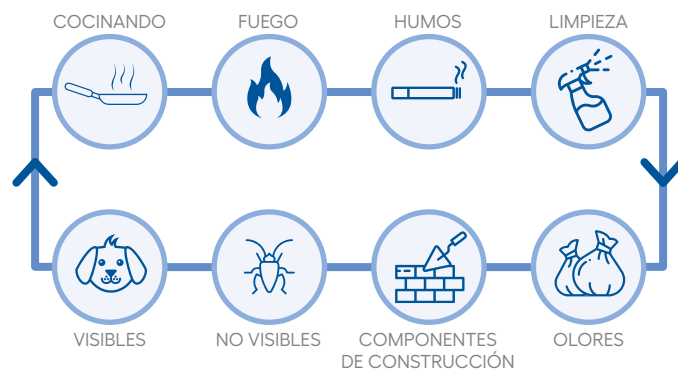 COCINANDO
FUEGO
HUMOS
LIMPIEZA
VISIBLES
NO VISIBLES
COMPONENTES
DE CONSTRUCCIÓN
OLORES